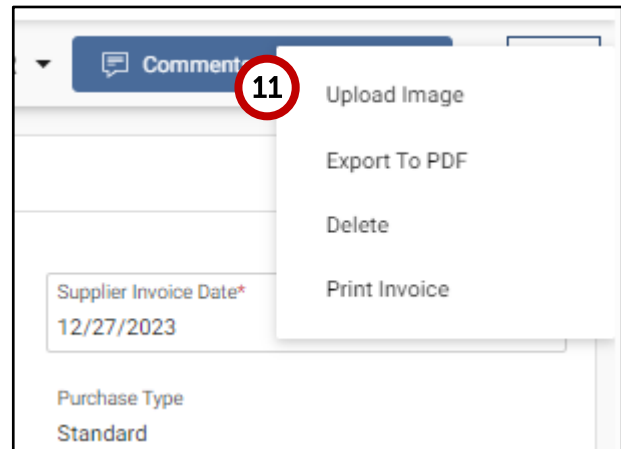 Comments
11
Upload Image
Export To PDF
Delete
Print Invoice
Supplier Invoice Date*
12/27/2023
Purchase Type
Standard